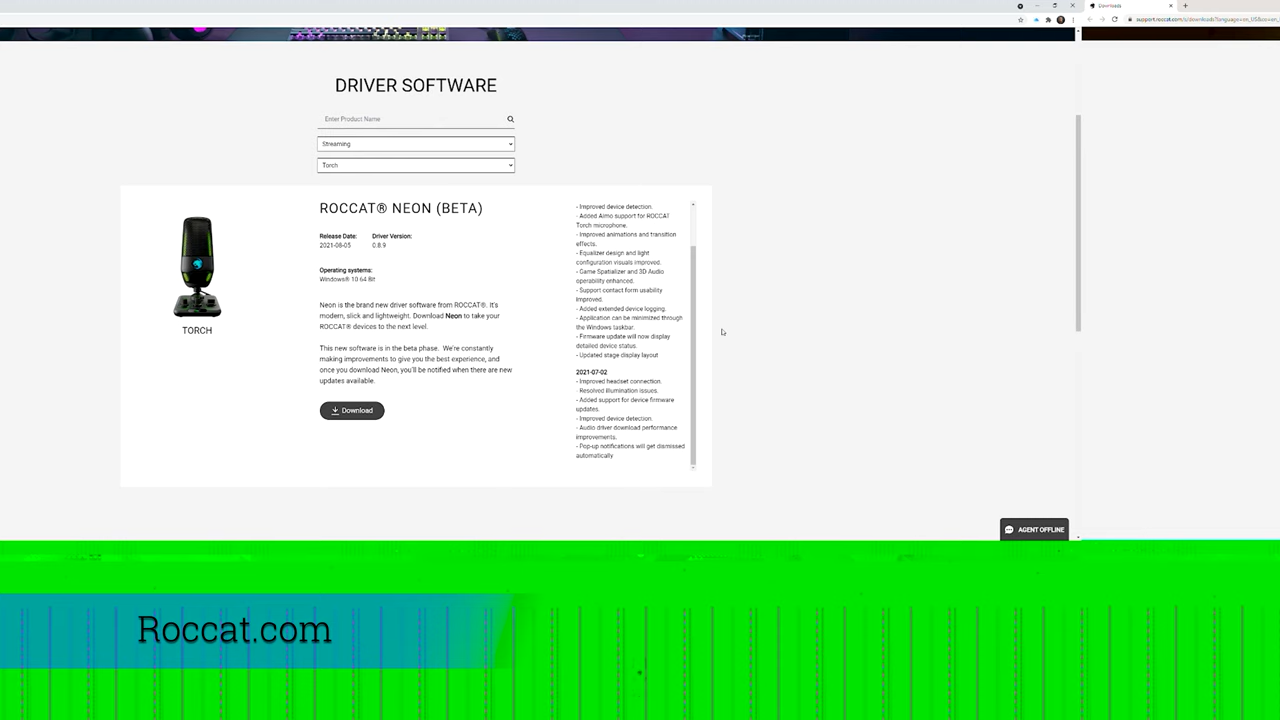 Downloads
support.roccat.com/s/downloads?language=en_US&
DRIVER SOFTWARE
Enter Product Name
Streaming
Torch
TORCH
ROCCAT® NEON (BETA)
Release Date: Driver Version:
2021-08-05 0.8.9
Operating systems:
Windows® 10 64 Bit
Neon is the brand new driver software from ROCCAT®. It's
modern, slick and lightweight. Download Neon to take your
ROCCAT® devices to the next level.
This new software is in the beta phase. We're constantly
making improvements to give you the best experience, and
once you download Neon, you'll be notified when there are new
updates available.
Download
- Improved device detection.
- Added Aimo support for ROCCAT
Torch microphone.
- Improved animations and transition
effects.
- Equalizer design and light
configuration visuals improved.
- Game Spatializer and 3D Audio
operability enhanced.
- Support contact form usability
improved.
- Added extended device logging.
- Application can be minimized through
the Windows taskbar.
- Firmware update will now display
detailed device status.
- Updated stage display layout
2021-07-02
- Improved headset connection.
- Resolved illumination issues.
- Added support for device firmware
updates.
- Improved device detection.
- Audio driver download performance
improvements.
- Pop-up notifications will get dismissed
automatically
AGENT OFFLINE
Roccat.com